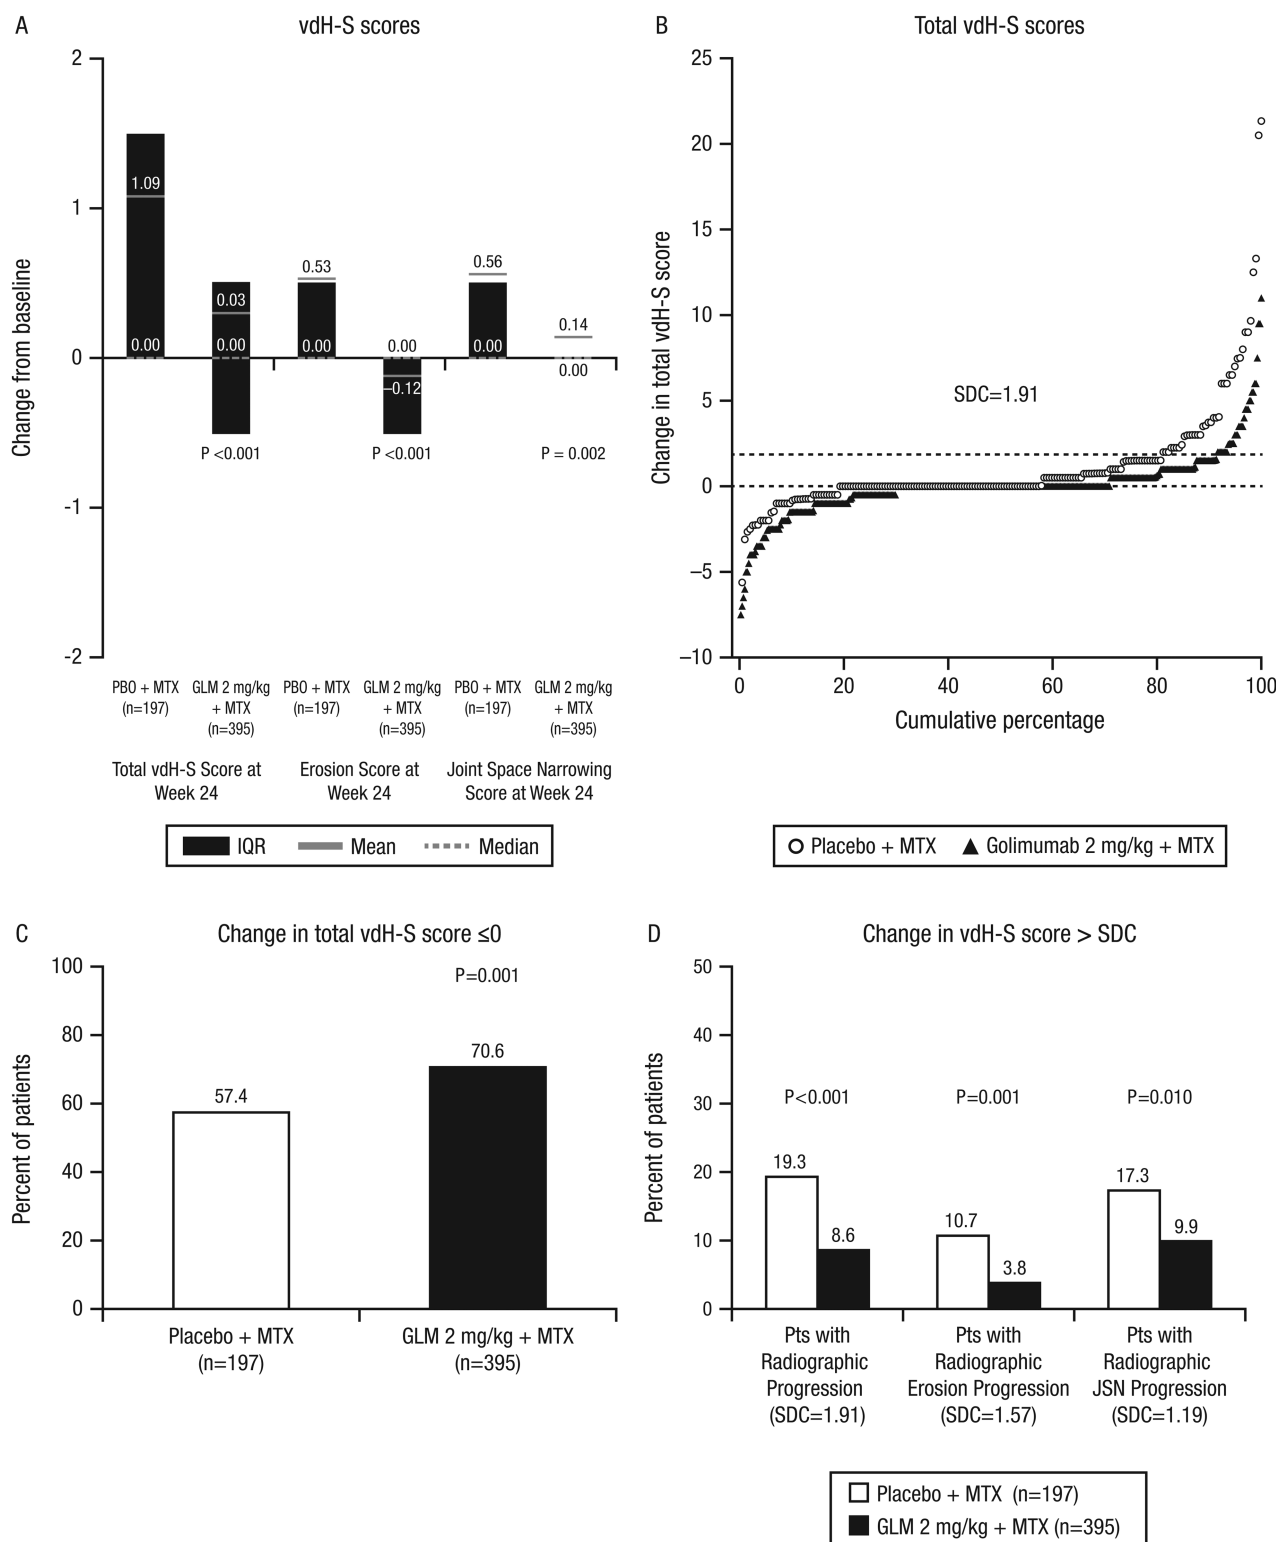 A
vdH-S scores
2
1
0
-1
-2
Change from baseline
1.09
0.00
0.03
0.00
P <0.001
0.53
0.00
0.00
–0.12
P <0.001
0.56
0.00
0.14
0.00
P = 0.002
PBO + MTX
(n=197)
GLM 2 mg/kg
+ MTX
(n=395)
PBO + MTX
(n=197)
GLM 2 mg/kg
+ MTX
(n=395)
PBO + MTX
(n=197)
GLM 2 mg/kg
+ MTX
(n=395)
Total vdH-S Score at
Week 24
Erosion Score at
Week 24
Joint Space Narrowing
Score at Week 24
IQR
Mean
Median
B
Total vdH-S scores
25
20
15
10
5
0
–5
–10
Change in total vdH-S score
SDC=1.91
0
20
40
60
80
100
Cumulative percentage
Placebo + MTX
Golimumab 2 mg/kg + MTX
C
Change in total vdH-S score ≤0
100
80
60
40
20
0
Percent of patients
P=0.001
57.4
70.6
Placebo + MTX
(n=197)
GLM 2 mg/kg + MTX
(n=395)
D
Change in vdH-S score > SDC
50
40
30
20
10
0
Percent of patients
P<0.001
P=0.001
P=0.010
19.3
8.6
10.7
3.8
17.3
9.9
Pts with
Radiographic
Progression
(SDC=1.91)
Pts with
Radiographic
Erosion Progression
(SDC=1.57)
Pts with
Radiographic
JSN Progression
(SDC=1.19)
Placebo + MTX (n=197)
GLM 2 mg/kg + MTX (n=395)